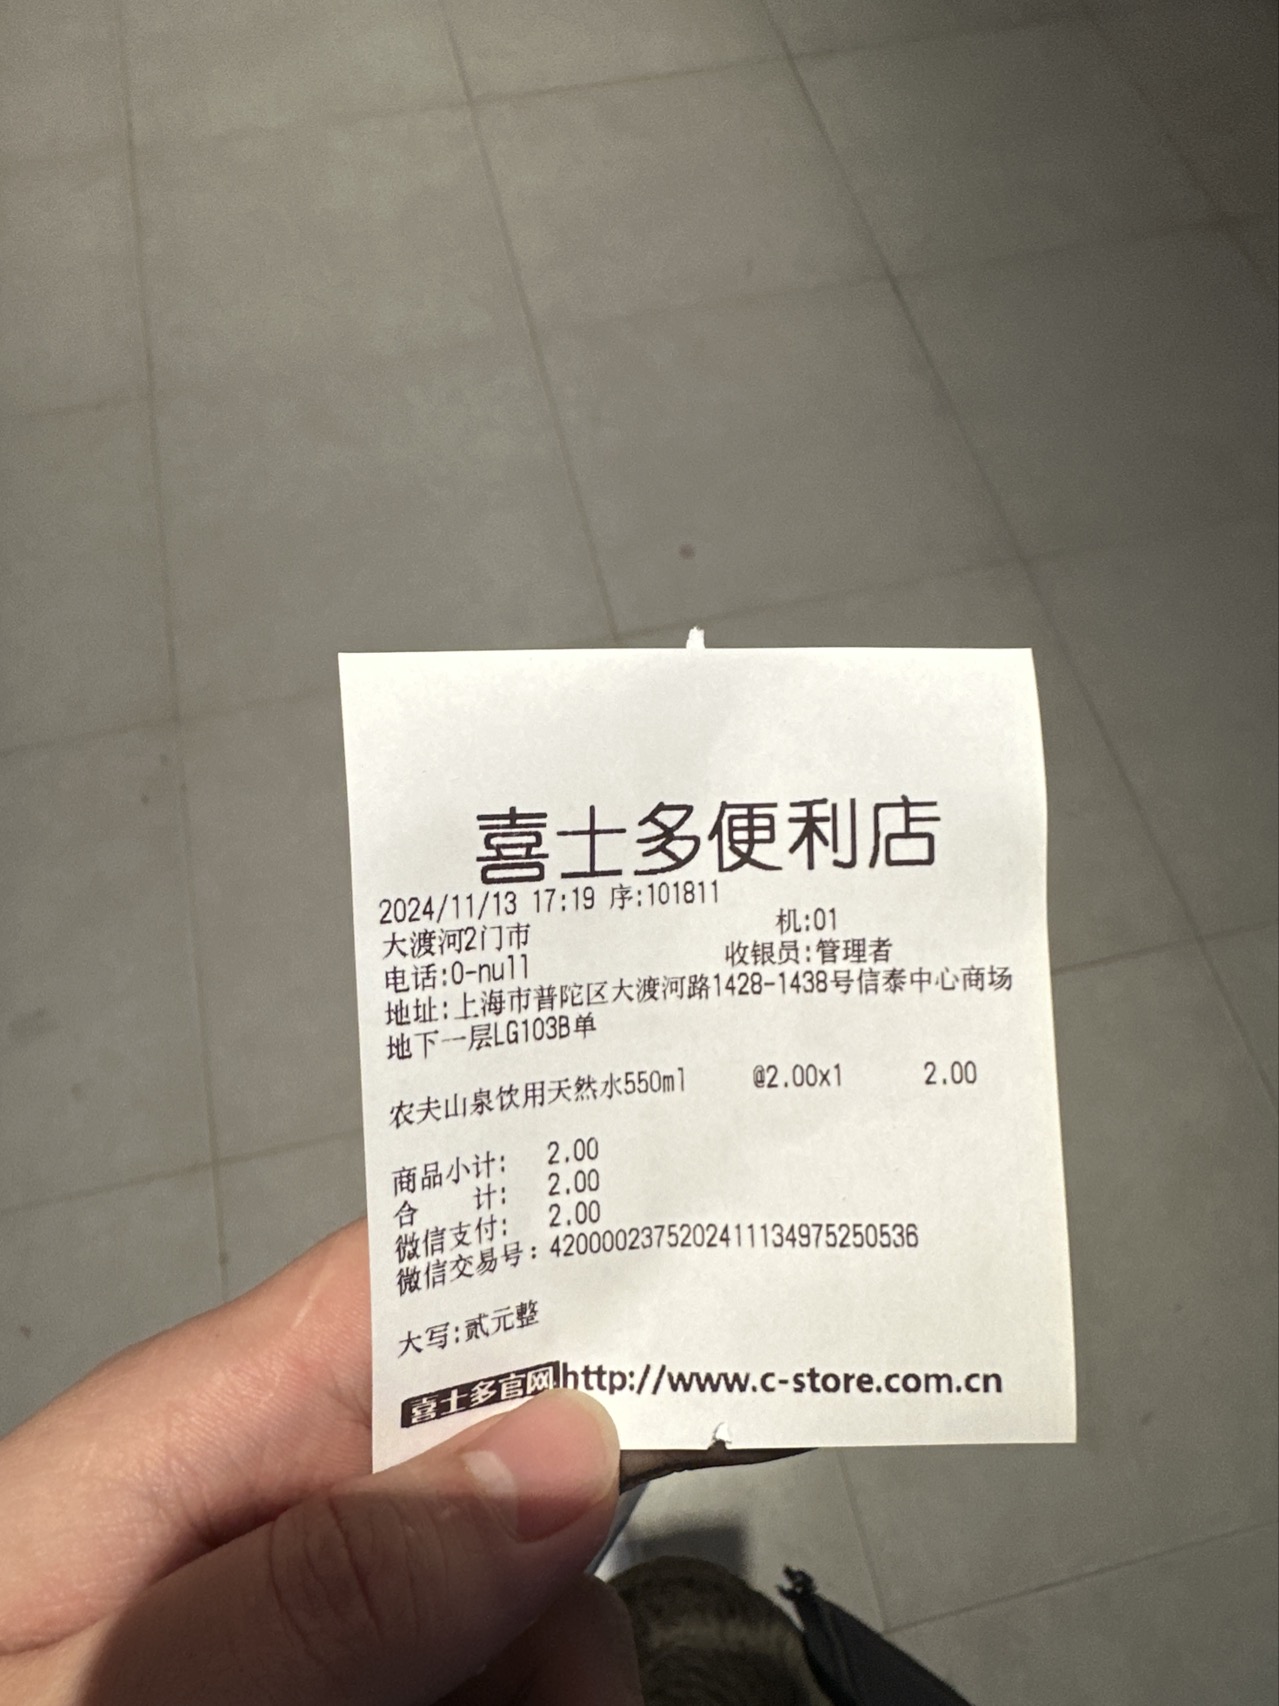 喜士多便利店
2024/11/13 17:19 序:101811
大渡河2门市 机:01
电话:0-null 收银员:管理者
地址:上海市普陀区大渡河路1428-1438号信泰中心商场
地下一层LG103B单
农夫山泉饮用天然水550ml @2.00x1 2.00
商品小计: 2.00
合 计: 2.00
微信支付: 2.00
微信交易号: 4200002375202411134975250536
大写:贰元整
喜士多官网 http://www.c-store.com.cn